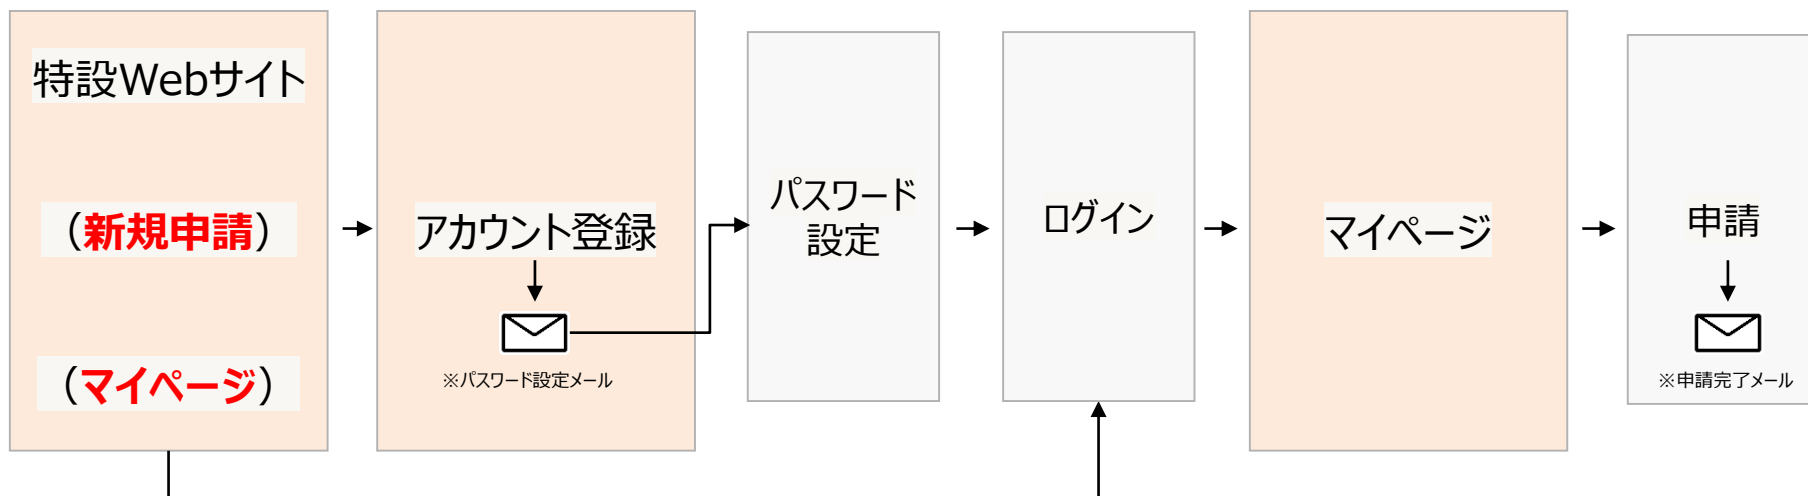 特設Webサイト
（新規申請）
（マイページ）
アカウント登録
※パスワード設定メール
パスワード
設定
ログイン
マイページ
申請
※申請完了メール